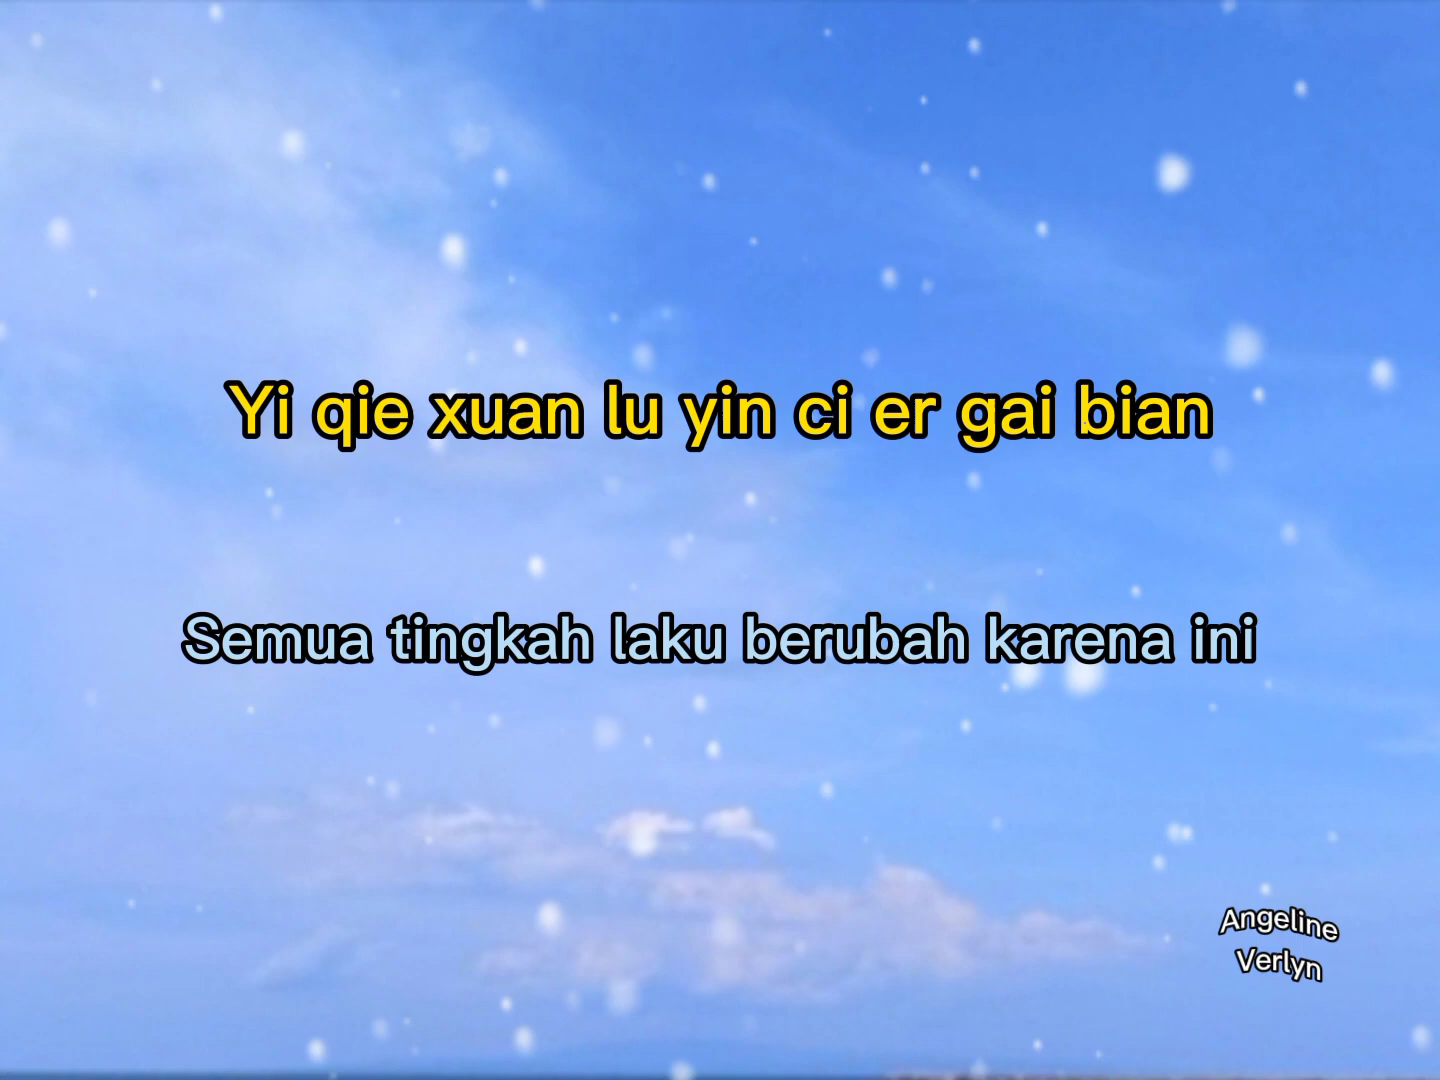 Yi qie xuan lu yin ci er gai bian
Semua tingkah laku berubah karena ini
Angeline
Verlyn